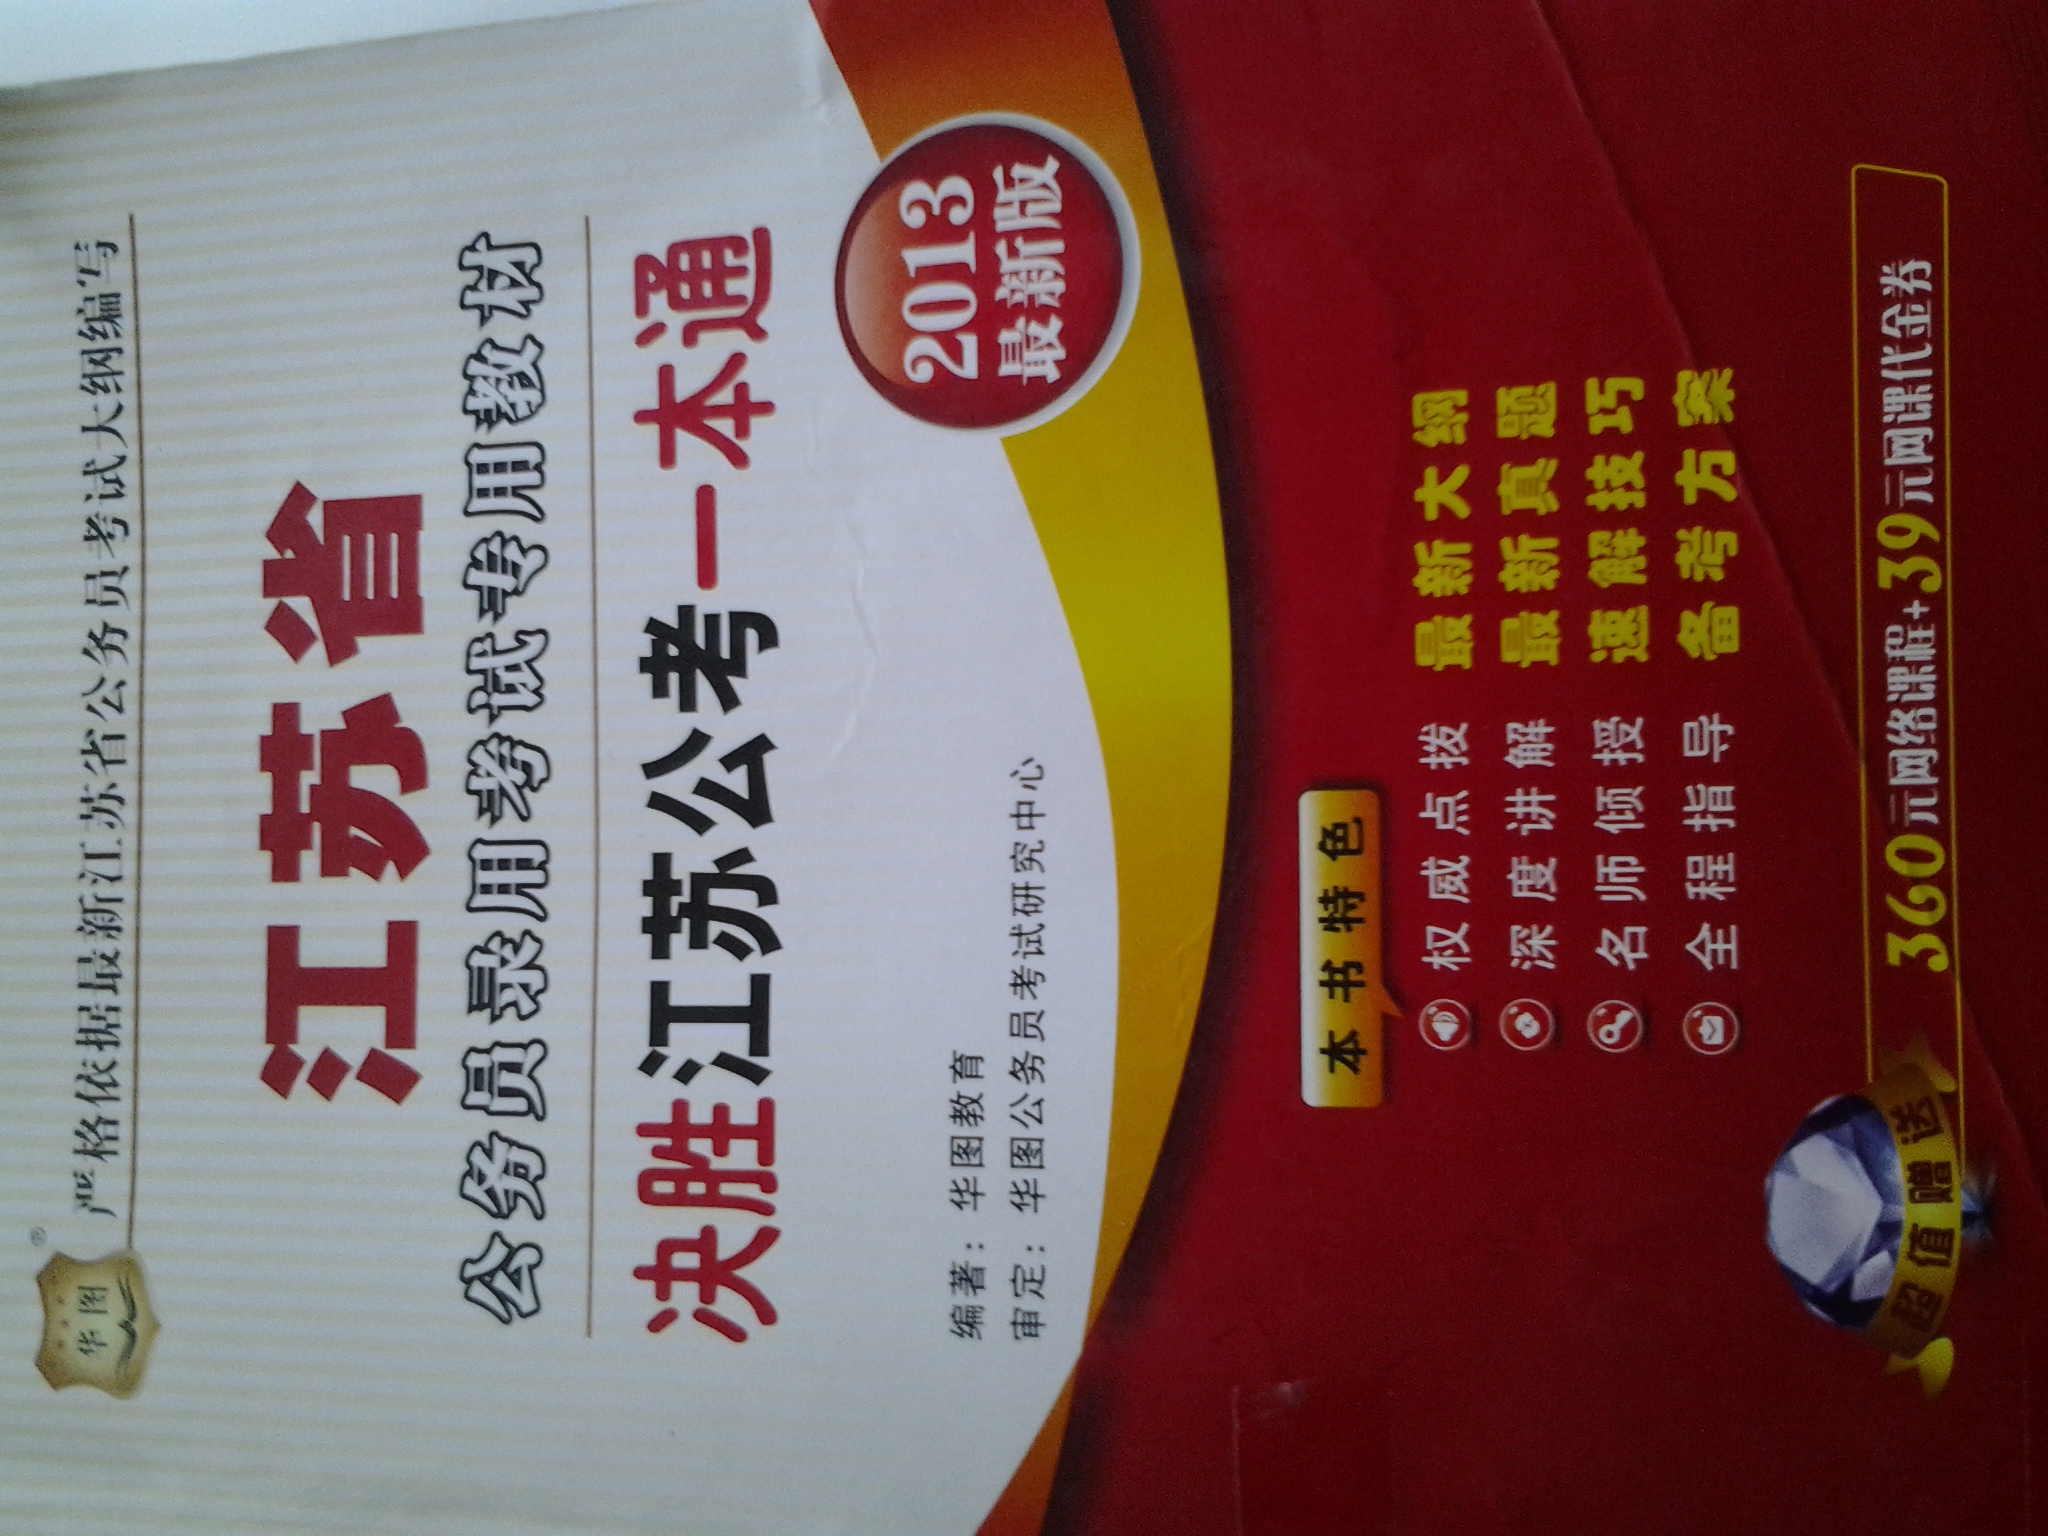 华图
®
严格依据最新江苏省公务员考试大纲编写
江苏省
公务员录用考试专用教材
决胜江苏公考一本通
2013
最新版
编著：华图教育
审定：华图公务员考试研究中心
本书特色
权威点拨 最新大纲
深度讲解 最新真题
名师倾授 速解技巧
全程指导 备考方案
超值赠送
360元网络课程+39元网课代金券